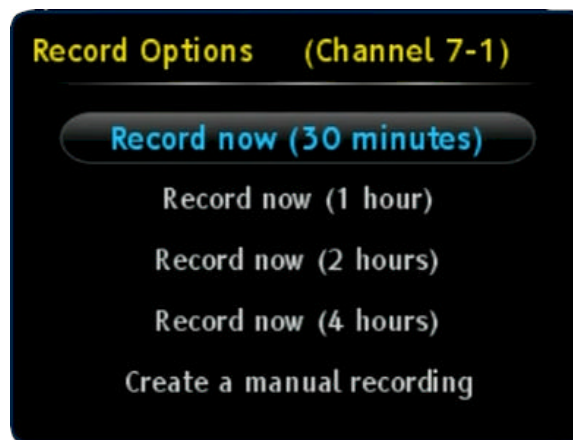 Record Options (Channel 7-1)
Record now (30 minutes)
Record now (1 hour)
Record now (2 hours)
Record now (4 hours)
Create a manual recording